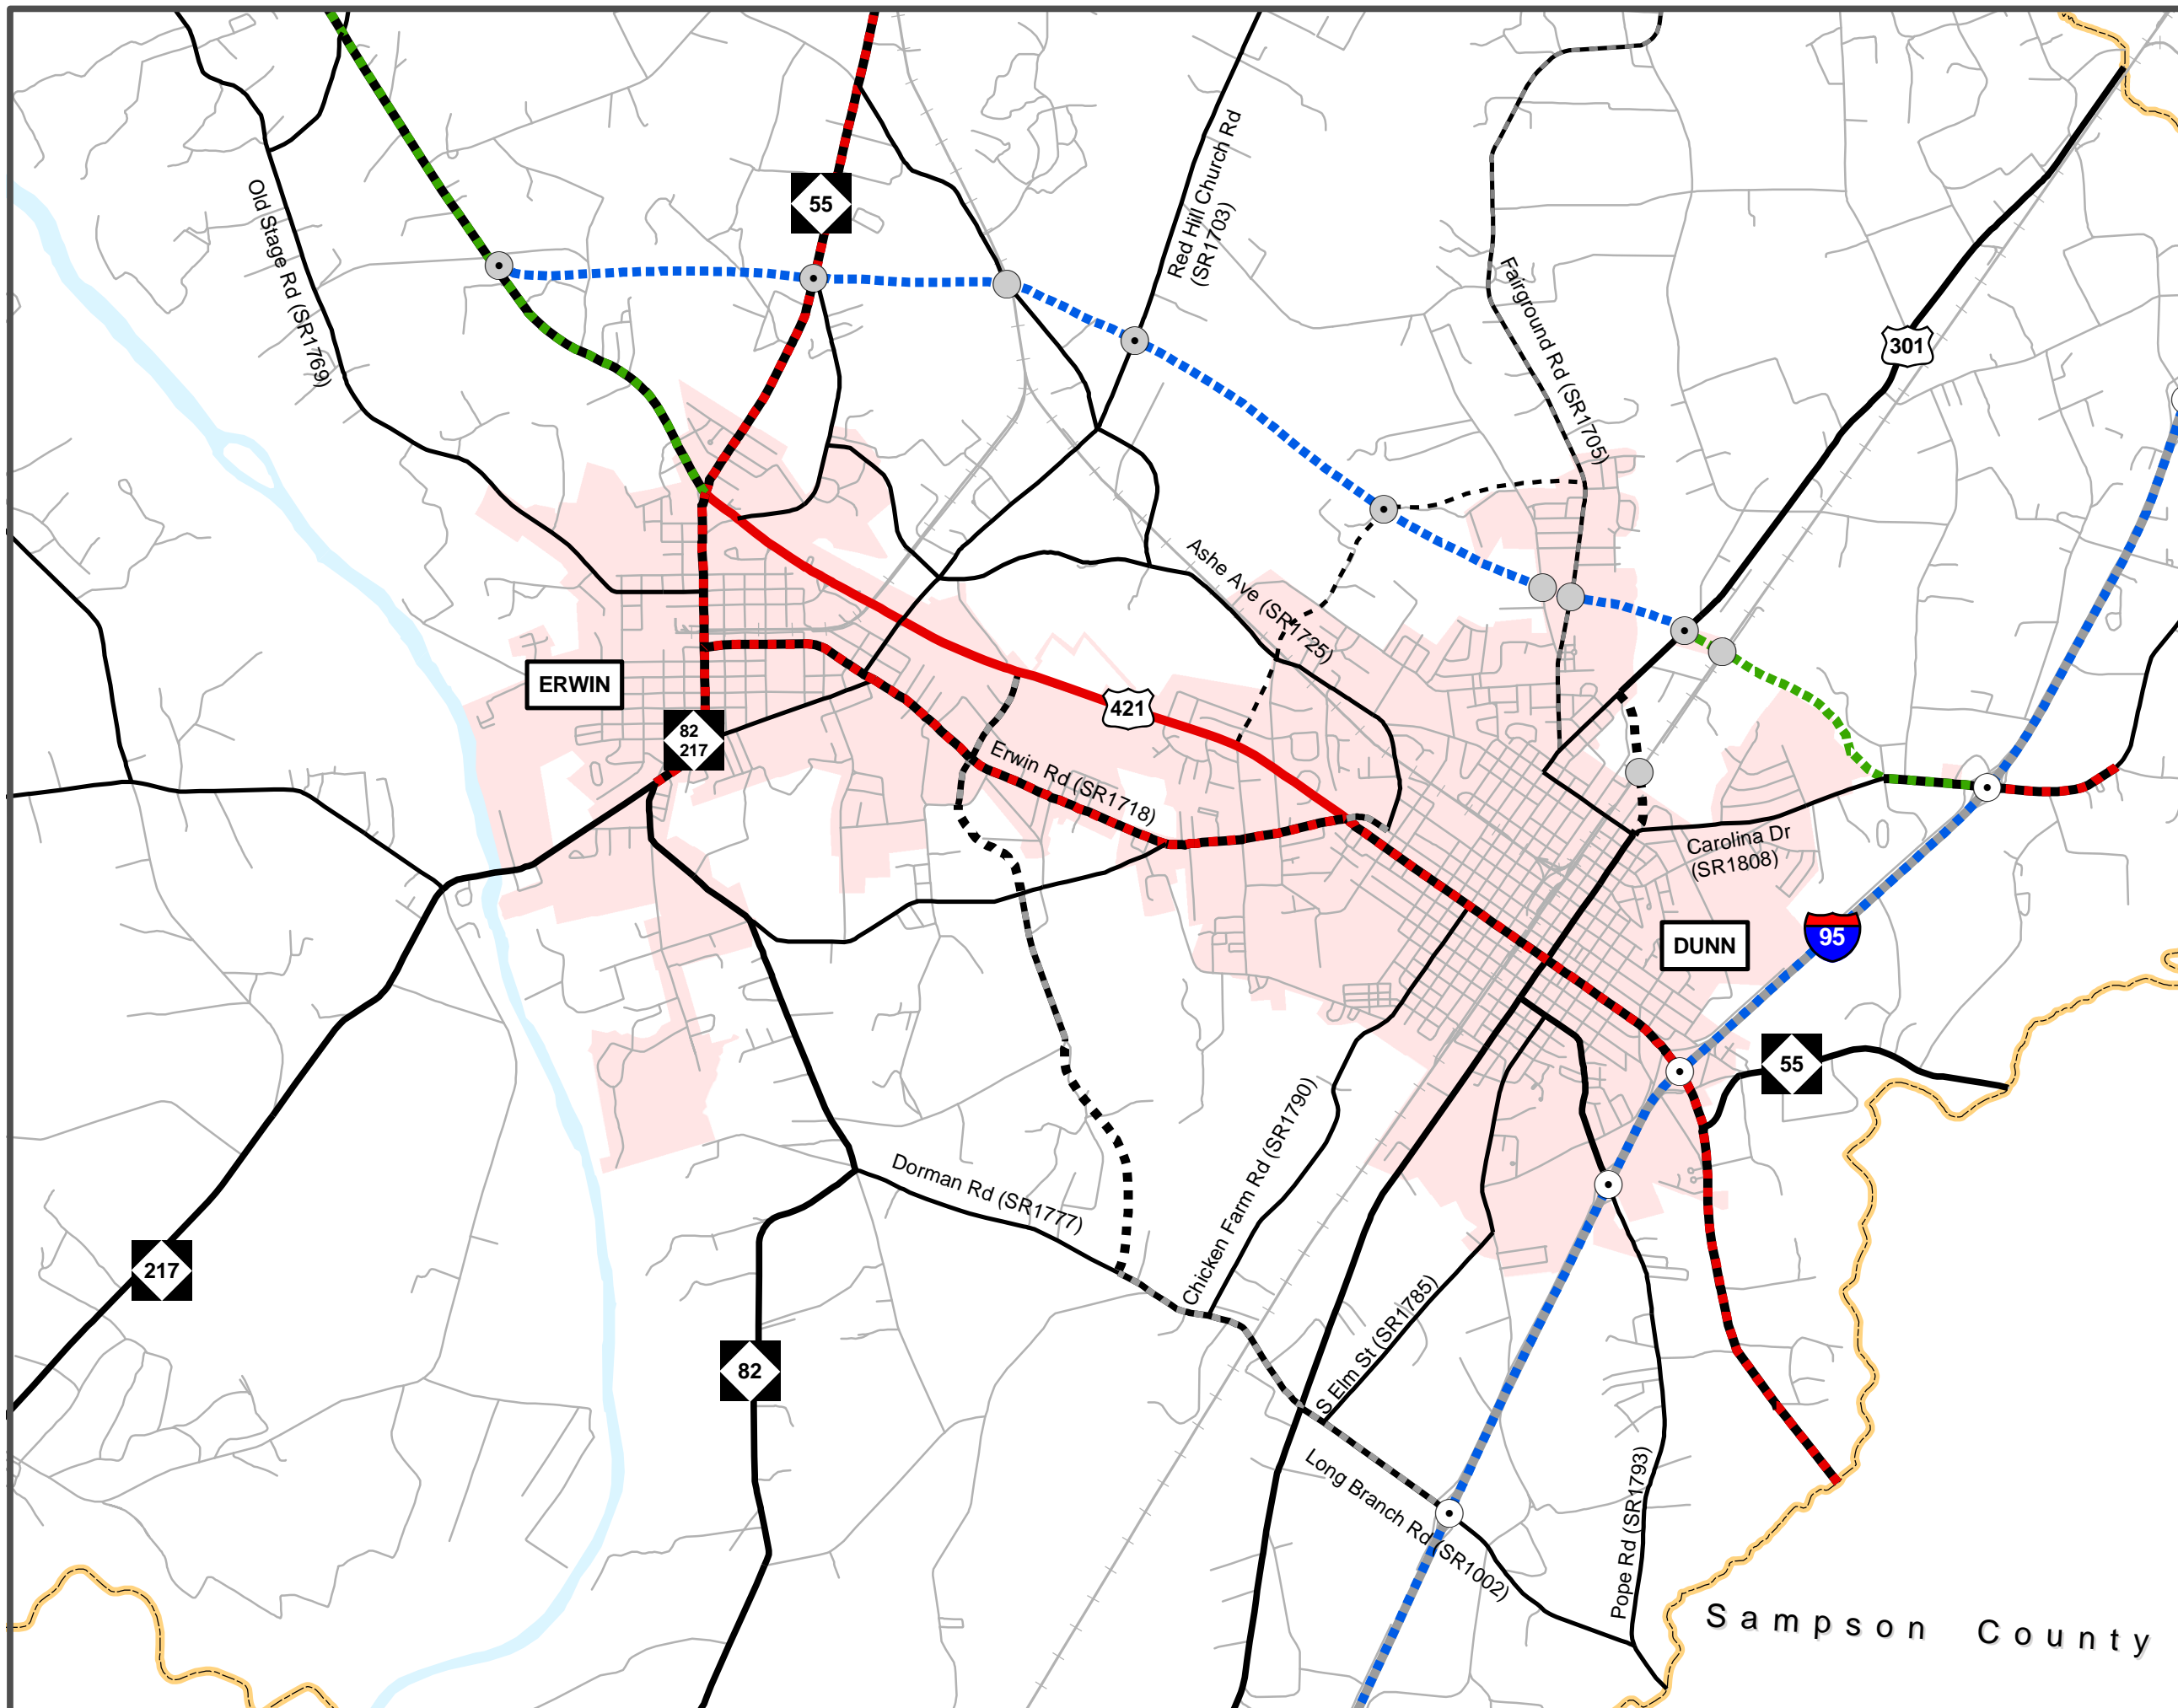 55
Red Hill Church Rd
(SR1703)
Old Stage Rd (SR1769)
Fairground Rd (SR1705)
301
Ashe Ave (SR1725)
ERWIN
421
82
217
Erwin Rd (SR1718)
Carolina Dr
(SR1808)
95
DUNN
55
Dorman Rd (SR1777)
Chicken Farm Rd (SR1790)
217
S Elm St (SR1785)
82
Long Branch Rd (SR1002)
Pope Rd (SR1793)
Sampson County